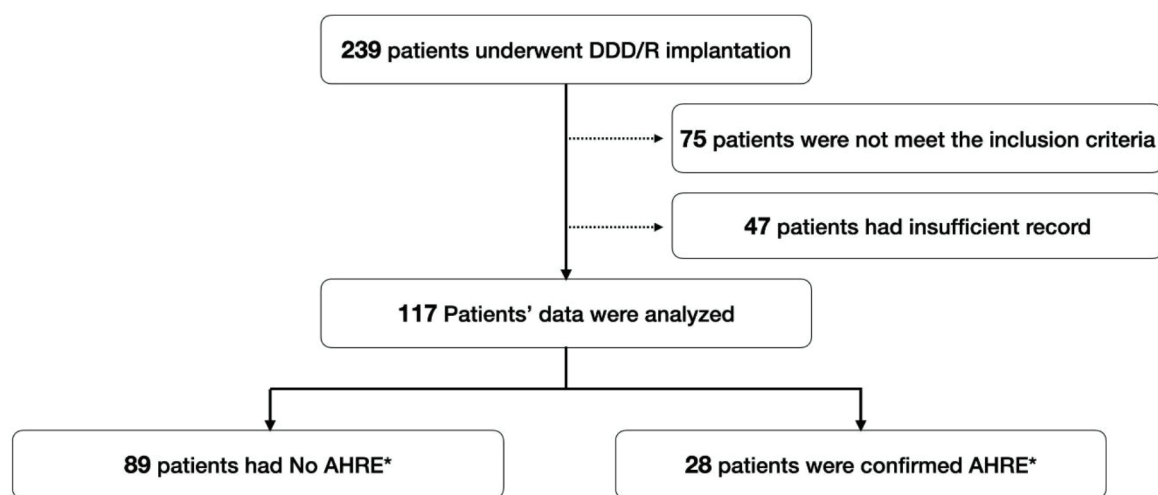 239 patients underwent DDD/R implantation
75 patients were not meet the inclusion criteria
47 patients had insufficient record
117 Patients’ data were analyzed
89 patients had No AHRE*
28 patients were confirmed AHRE*